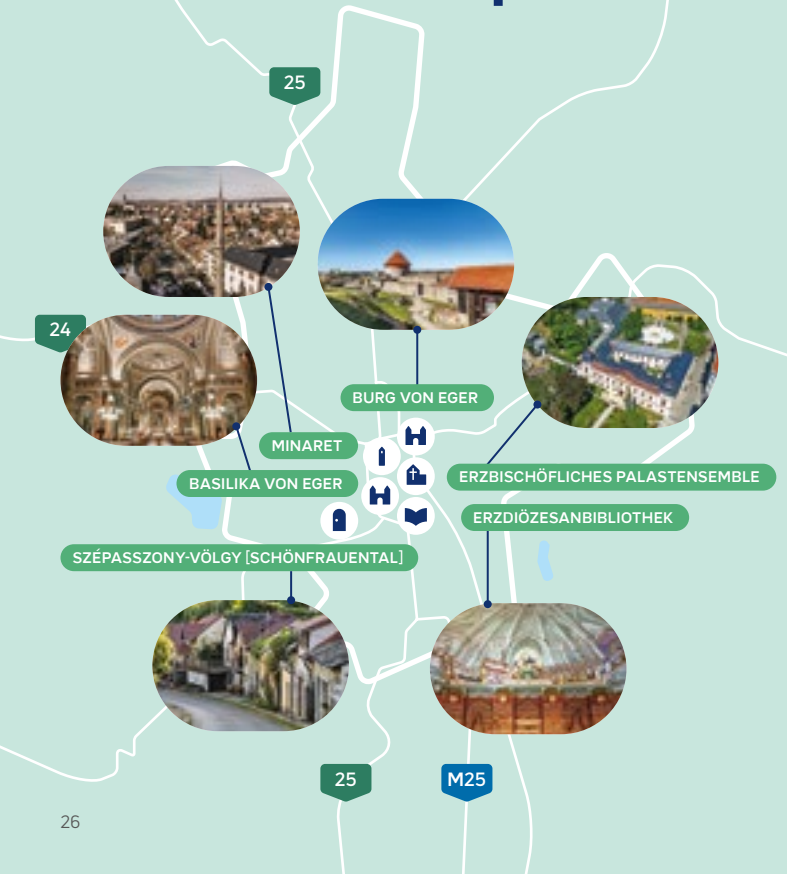 25
24
BURG VON EGER
MINARET
BASILIKA VON EGER
ERZBISCHÖFLICHES PALASTENSEMBLE
ERZDIÖZESANBIBLIOTHEK
SZÉPASSZONY-VÖLGY [SCHÖNFRAUENTAL]
25
M25
26